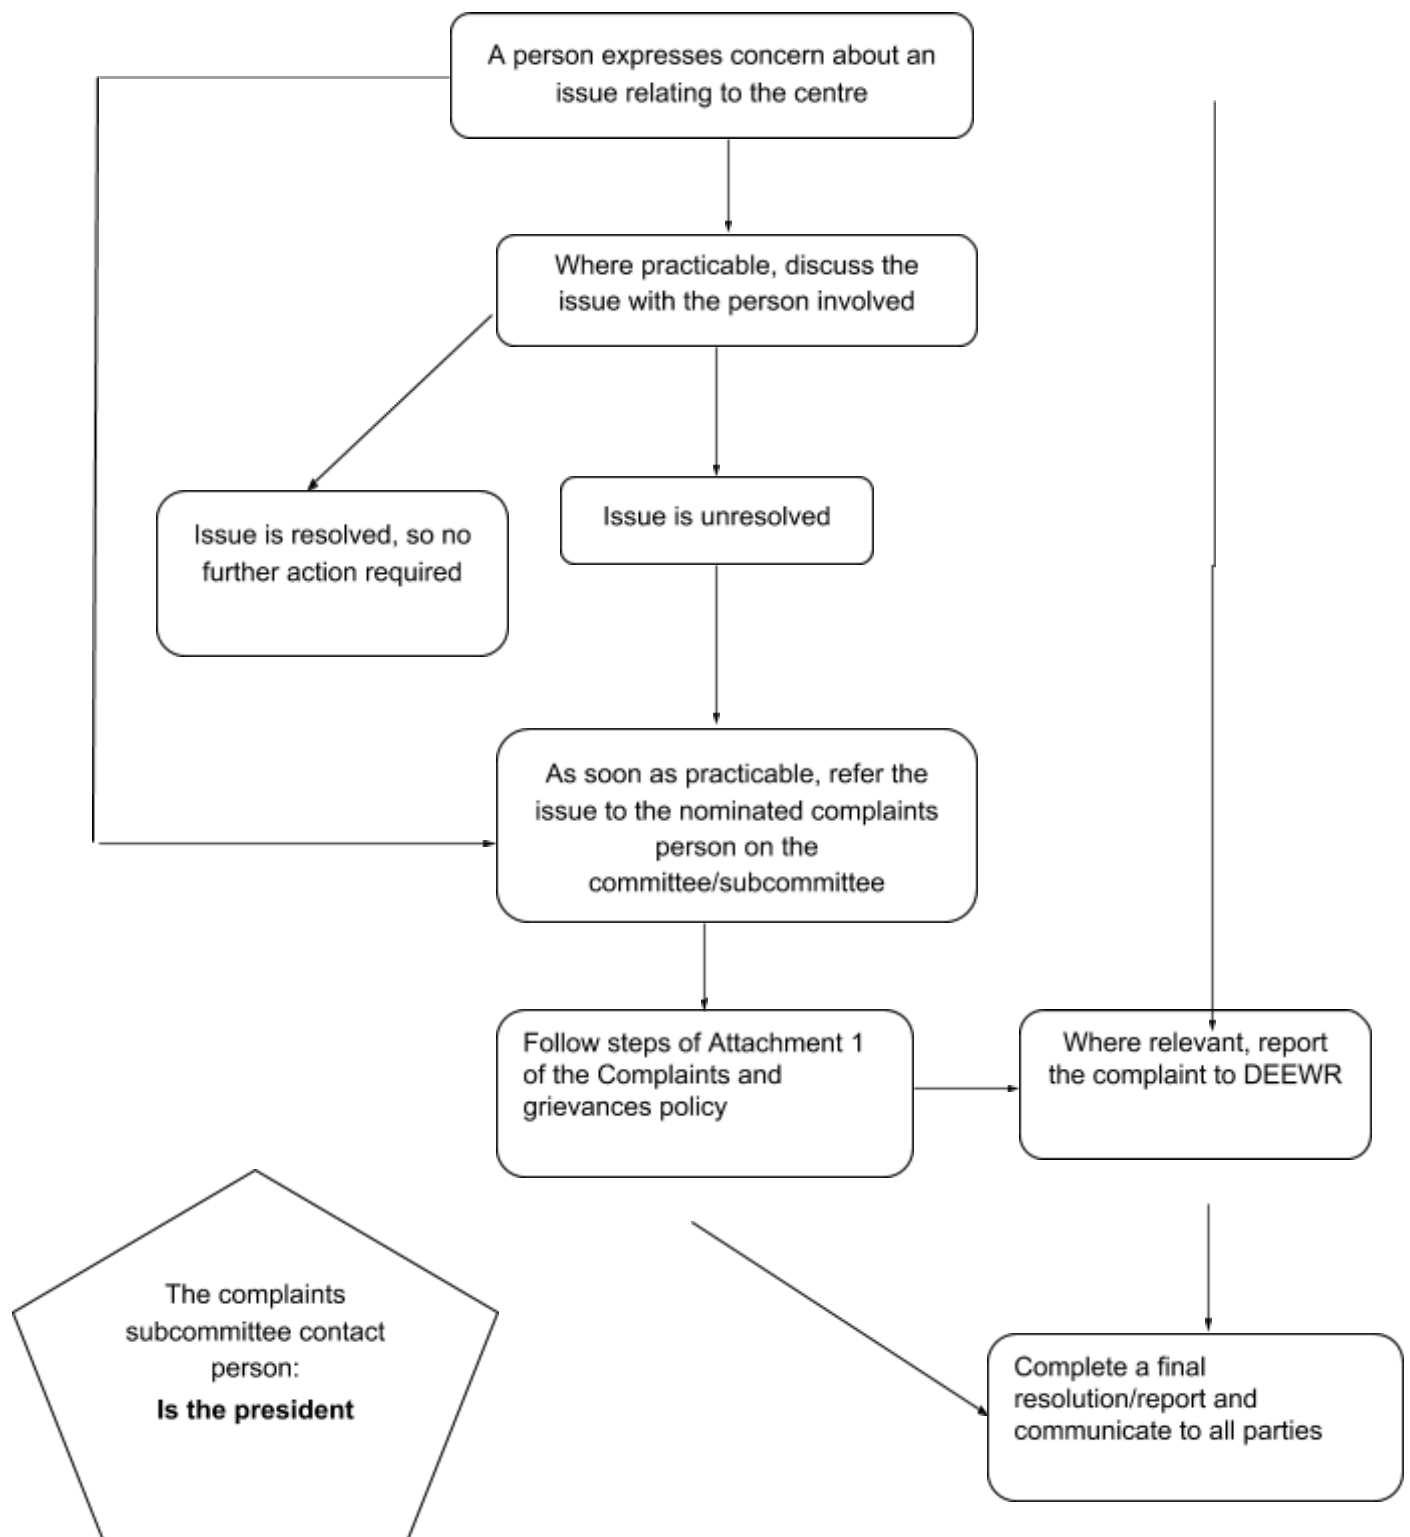 A person expresses concern about an
issue relating to the centre
Where practicable, discuss the
issue with the person involved
Issue is resolved, so no
further action required
Issue is unresolved
As soon as practicable, refer the
issue to the nominated complaints
person on the
committee/subcommittee
Follow steps of Attachment 1
of the Complaints and
grievances policy
Where relevant, report
the complaint to DEEWR
The complaints
subcommittee contact
person:
Is the president
Complete a final
resolution/report and
communicate to all parties